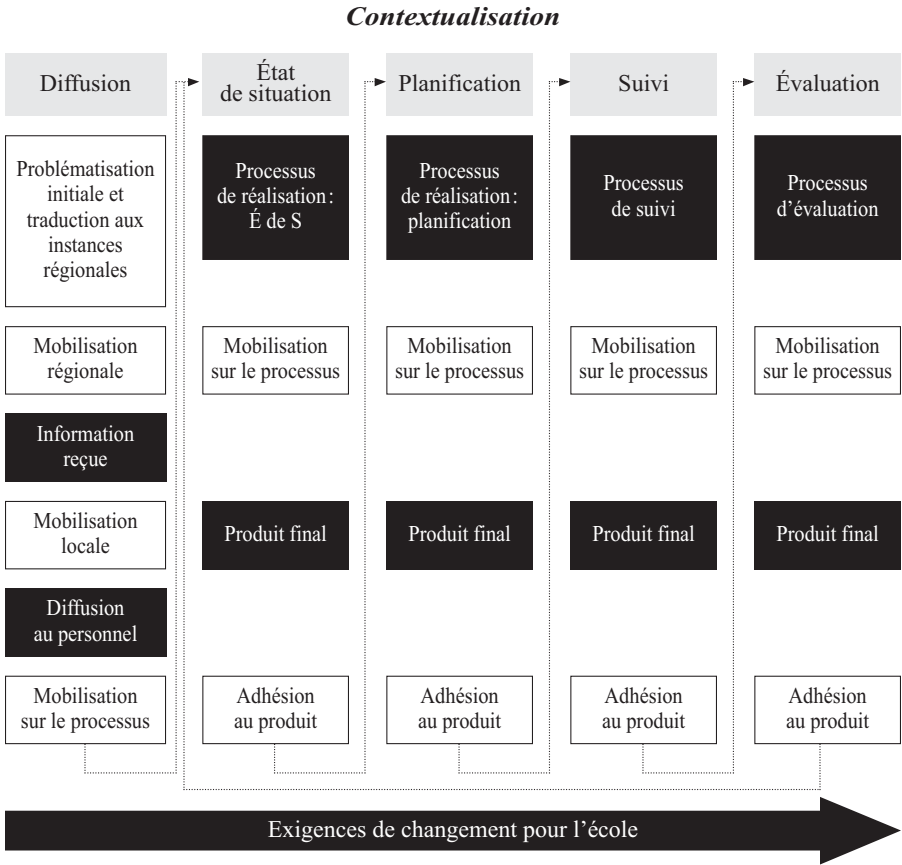 Contextualisation
Diffusion
État
de situation
Planification
Suivi
Évaluation
Problématisation
initiale et
traduction aux
instances
régionales
Processus
de réalisation :
É de S
Processus
de réalisation :
planification
Processus
de suivi
Processus
d’évaluation
Mobilisation
régionale
Mobilisation
sur le processus
Mobilisation
sur le processus
Mobilisation
sur le processus
Mobilisation
sur le processus
Information
reçue
Mobilisation
locale
Produit final
Produit final
Produit final
Produit final
Diffusion
au personnel
Mobilisation
sur le processus
Adhésion
au produit
Adhésion
au produit
Adhésion
au produit
Adhésion
au produit
Exigences de changement pour l’école